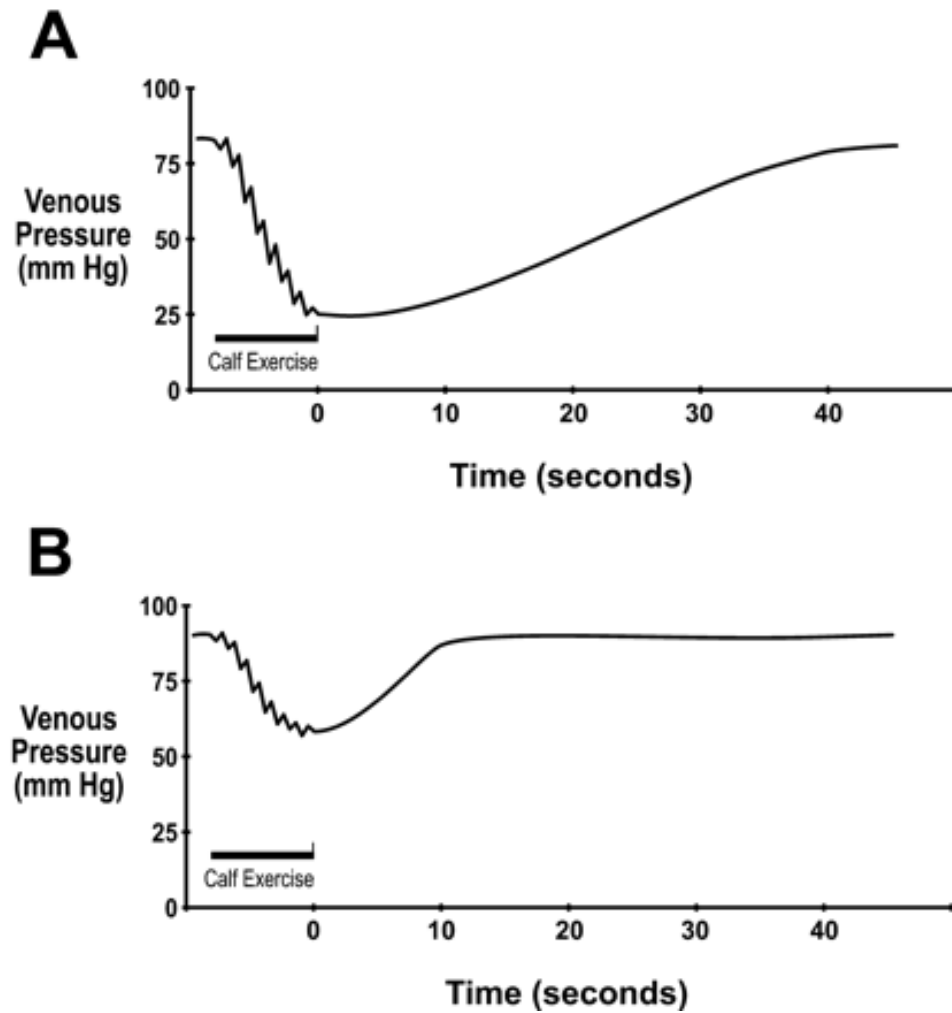 A
100
75
50
25
0
Venous
Pressure
(mm Hg)
Calf Exercise
0 10 20 30 40
Time (seconds)
B
100
75
50
25
0
Venous
Pressure
(mm Hg)
Calf Exercise
0 10 20 30 40
Time (seconds)